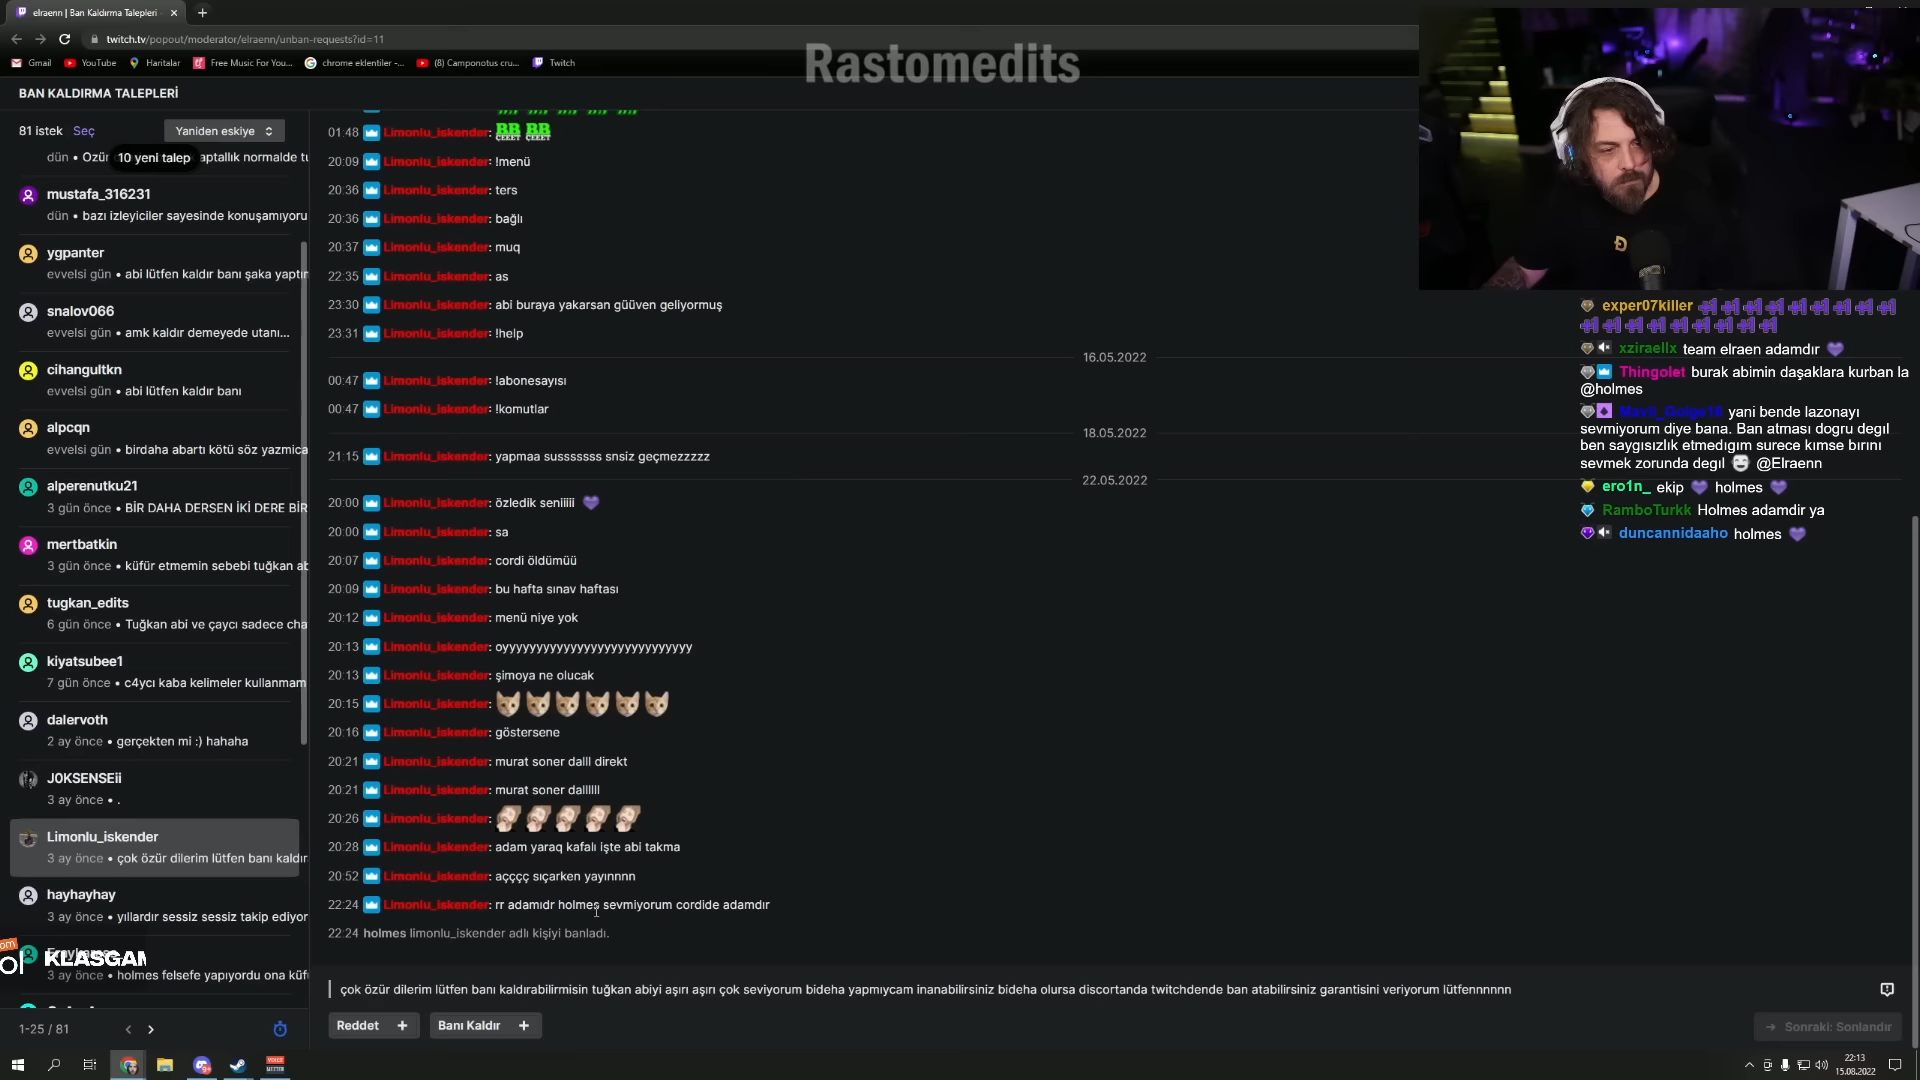 elraenn | Ban Kaldırma Talepleri
twitch.tv/popout/moderator/elraenn/unban-requests?id=11
Gmail YouTube Haritalar Free Music For You... chrome eklentiler -... (8) Camponotus cru... Twitch
Rastomedits
BAN KALDIRMA TALEPLERİ
81 istek Seç Yaniden eskiye
dün • Özür
10 yeni talep
aptallık normalde tu
mustafa_316231
dün • bazı izleyiciler sayesinde konuşamıyoru
ygpanter
evvelsi gün • abi lütfen kaldır banı şaka yaptır
snalov066
evvelsi gün • amk kaldır demeyede utanı...
cihangultkn
evvelsi gün • abi lütfen kaldır banı
alpcqn
evvelsi gün • birdaha abartı kötü söz yazmica
alperenutku21
3 gün önce • BİR DAHA DERSEN İKİ DERE BİR
mertbatkin
3 gün önce • küfür etmemin sebebi tuğkan ab
tugkan_edits
6 gün önce • Tuğkan abi ve çaycı sadece cha
kiyatsubee1
7 gün önce • c4ycı kaba kelimeler kullanmam
dalervoth
2 ay önce • gerçekten mi :) hahaha
J0KSENSEii
3 ay önce • .
Limonlu_iskender
3 ay önce • çok özür dilerim lütfen banı kaldır
hayhayhay
3 ay önce • yıllardır sessiz sessiz takip ediyor
KLASGAM
3 ay önce • holmes felsefe yapıyordu ona küf
1-25 / 81
01:48 Limonlu_iskender: BB BB
20:09 Limonlu_iskender: !menü
20:36 Limonlu_iskender: ters
20:36 Limonlu_iskender: bağlı
20:37 Limonlu_iskender: muq
22:35 Limonlu_iskender: as
23:30 Limonlu_iskender: abi buraya yakarsan güüven geliyormuş
23:31 Limonlu_iskender: !help
16.05.2022
00:47 Limonlu_iskender: !abonesayısı
00:47 Limonlu_iskender: !komutlar
18.05.2022
21:15 Limonlu_iskender: yapmaa susssssss snsiz geçmezzzzz
22.05.2022
20:00 Limonlu_iskender: özledik seniiiii
20:00 Limonlu_iskender: sa
20:07 Limonlu_iskender: cordi öldümüü
20:09 Limonlu_iskender: bu hafta sınav haftası
20:12 Limonlu_iskender: menü niye yok
20:13 Limonlu_iskender: oyyyyyyyyyyyyyyyyyyyyyyyyyyyy
20:13 Limonlu_iskender: şimoya ne olucak
20:15 Limonlu_iskender:
20:16 Limonlu_iskender: göstersene
20:21 Limonlu_iskender: murat soner dalll direkt
20:21 Limonlu_iskender: murat soner dallllll
20:26 Limonlu_iskender:
20:28 Limonlu_iskender: adam yaraq kafalı işte abi takma
20:52 Limonlu_iskender: açççç sıçarken yayınnnn
22:24 Limonlu_iskender: rr adamıdr holmes sevmiyorum cordide adamdır
22:24 holmes limonlu_iskender adlı kişiyi banladı.
çok özür dilerim lütfen banı kaldırabilirmisin tuğkan abiyi aşırı aşırı çok seviyorum bideha yapmıycam inanabilirsiniz bideha olursa discortanda twitchdende ban atabilirsiniz garantisini veriyorum lütfennnnnn
Reddet + Banı Kaldır +
Sonraki: Sonlandır
exper07killer
xziraellx team elraen adamdır
Thingolet burak abimin daşaklara kurban la
@holmes
yani bende lazonayı
sevmiyorum diye bana. Ban atması dogru degıl
ben saygısızlık etmedıgım surece kımse bırını
sevmek zorunda degıl @Elraenn
ero1n_ ekip holmes
RamboTurkk Holmes adamdir ya
duncannidaaho holmes
22:13
15.08.2022